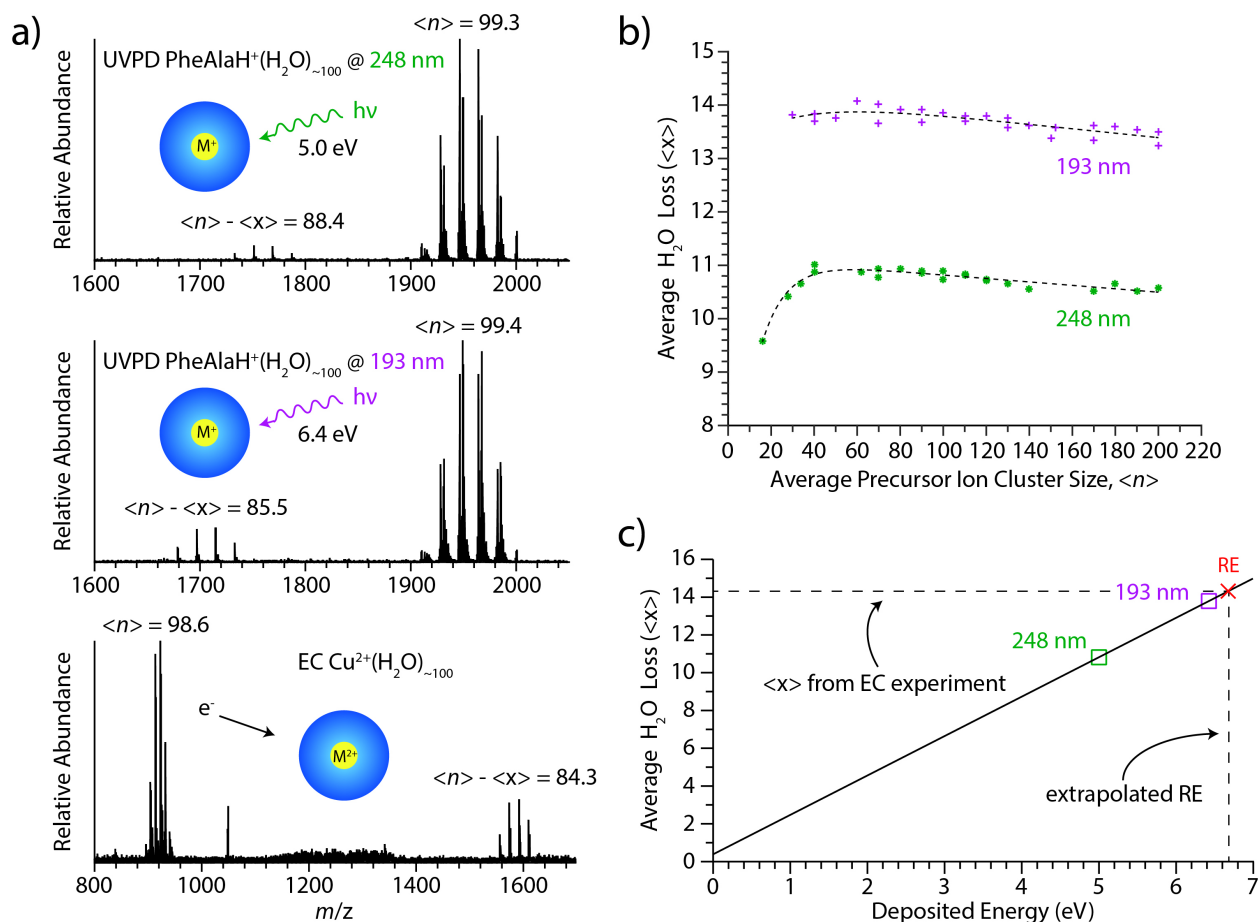 a)
<n> = 99.3
UVPD PheAlaH⁺(H₂O)~₁₀₀ @ 248 nm
hν
M⁺
5.0 eV
<n> - <x> = 88.4
Relative Abundance
1600 1700 1800 1900 2000
<n> = 99.4
UVPD PheAlaH⁺(H₂O)~₁₀₀ @ 193 nm
hν
M⁺
6.4 eV
<n> - <x> = 85.5
Relative Abundance
1600 1700 1800 1900 2000
<n> = 98.6
EC Cu²⁺(H₂O)~₁₀₀
e⁻
M²⁺
<n> - <x> = 84.3
Relative Abundance
800 1000 1200 1400 1600
m/z
b)
15
14
13
12
11
10
9
8
193 nm
248 nm
Average H₂O Loss (<x>)
0 20 40 60 80 100 120 140 160 180 200 220
Average Precursor Ion Cluster Size, <n>
c)
16
14
12
10
8
6
4
2
0
RE
193 nm
248 nm
<x> from EC experiment
extrapolated RE
Average H₂O Loss (<x>)
0 1 2 3 4 5 6 7
Deposited Energy (eV)